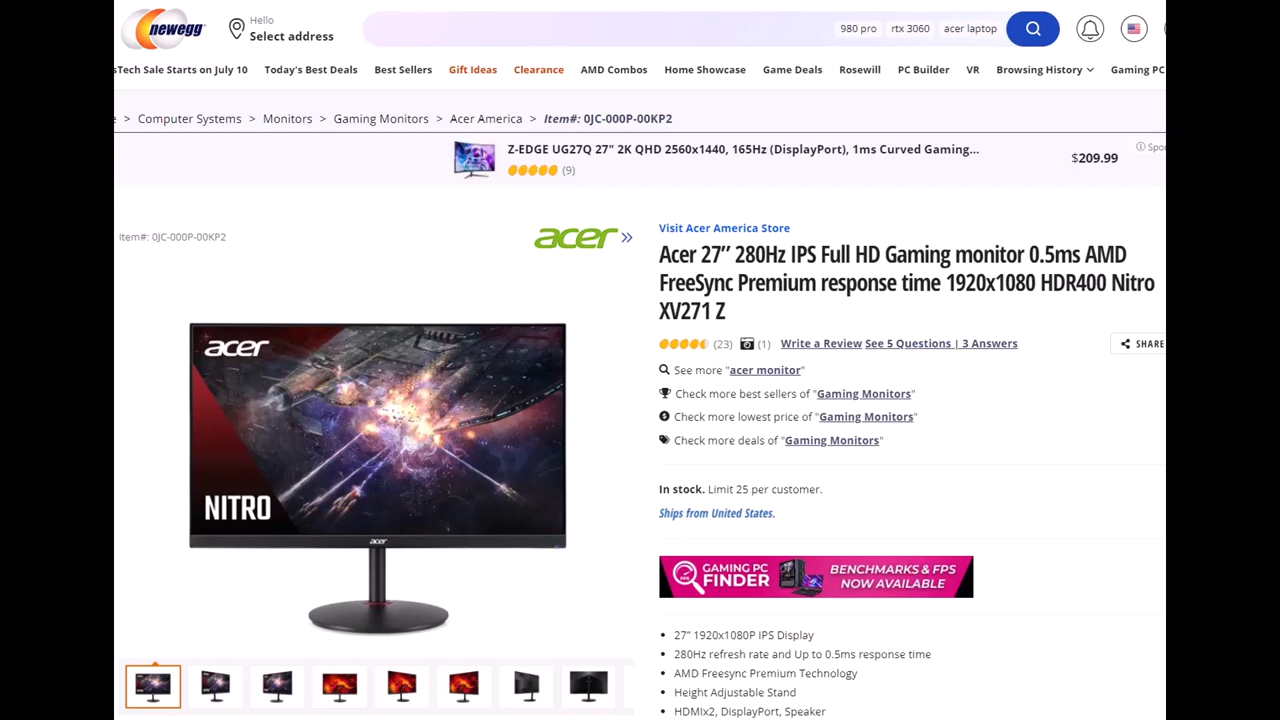 newegg
Hello
Select address
980 pro rtx 3060 acer laptop
sTech Sale Starts on July 10 Today's Best Deals Best Sellers Gift Ideas Clearance AMD Combos Home Showcase Game Deals Rosewill PC Builder VR Browsing History Gaming PC
e > Computer Systems > Monitors > Gaming Monitors > Acer America > Item#: 0JC-000P-00KP2
Z-EDGE UG27Q 27" 2K QHD 2560x1440, 165Hz (DisplayPort), 1ms Curved Gaming...
(9)
$209.99
Spo
Item#: 0JC-000P-00KP2
acer
acer
NITRO
acer
Visit Acer America Store
Acer 27” 280Hz IPS Full HD Gaming monitor 0.5ms AMD
FreeSync Premium response time 1920x1080 HDR400 Nitro
XV271 Z
(23) (1) Write a Review See 5 Questions | 3 Answers
SHARE
See more "acer monitor"
Check more best sellers of "Gaming Monitors"
Check more lowest price of "Gaming Monitors"
Check more deals of "Gaming Monitors"
In stock. Limit 25 per customer.
Ships from United States.
GAMING PC
FINDER
BENCHMARKS & FPS
NOW AVAILABLE
27” 1920x1080P IPS Display
280Hz refresh rate and Up to 0.5ms response time
AMD Freesync Premium Technology
Height Adjustable Stand
HDMIx2, DisplayPort, Speaker